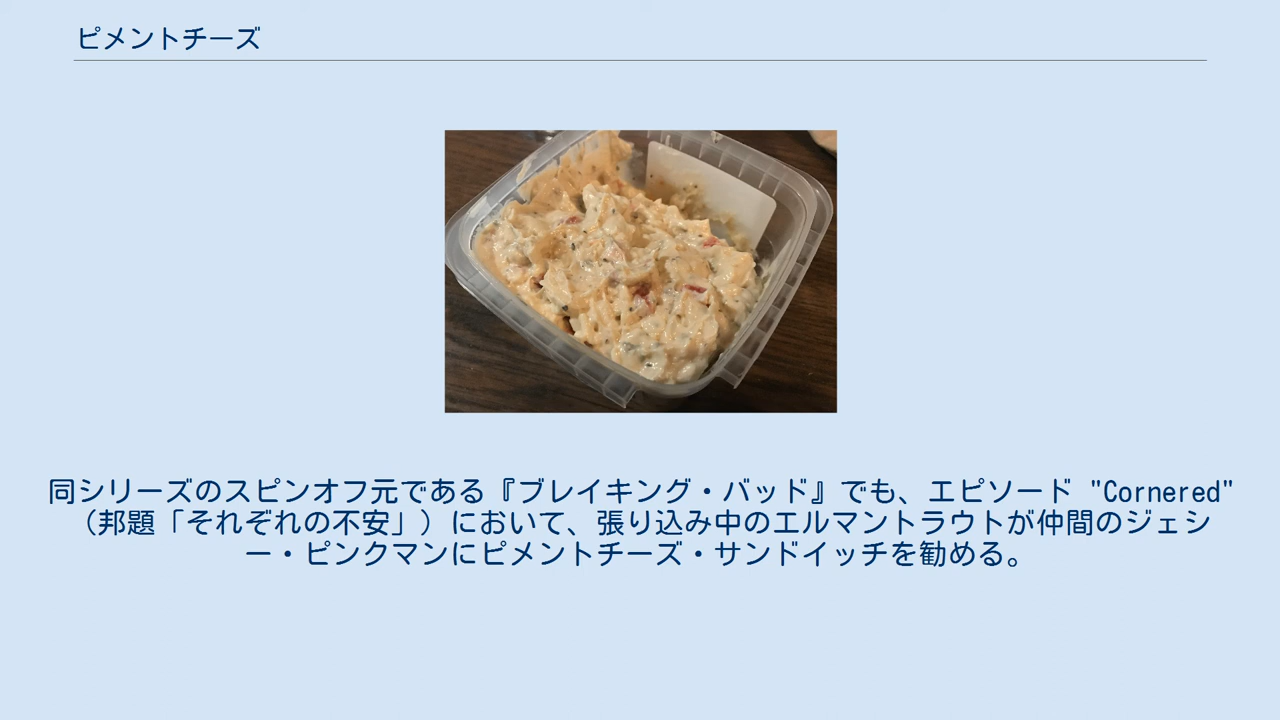 ピメントチーズ
同シリーズのスピンオフ元である『ブレイキング・バッド』でも、エピソード "Cornered"
（邦題「それぞれの不安」）において、張り込み中のエルマントラウトが仲間のジェシ
ー・ピンクマンにピメントチーズ・サンドイッチを勧める。